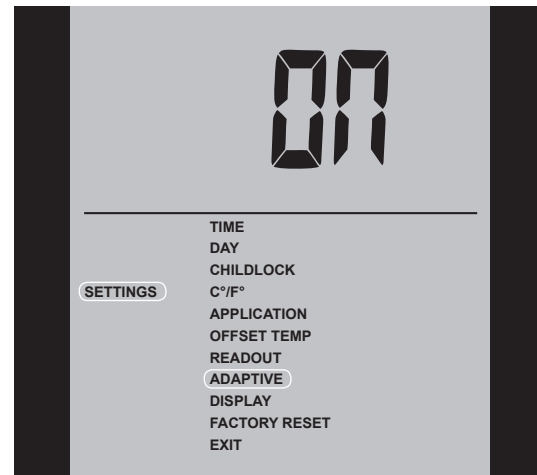 ON
TIME
DAY
CHILDLOCK
SETTINGS C°/F°
APPLICATION
OFFSET TEMP
READOUT
ADAPTIVE
DISPLAY
FACTORY RESET
EXIT